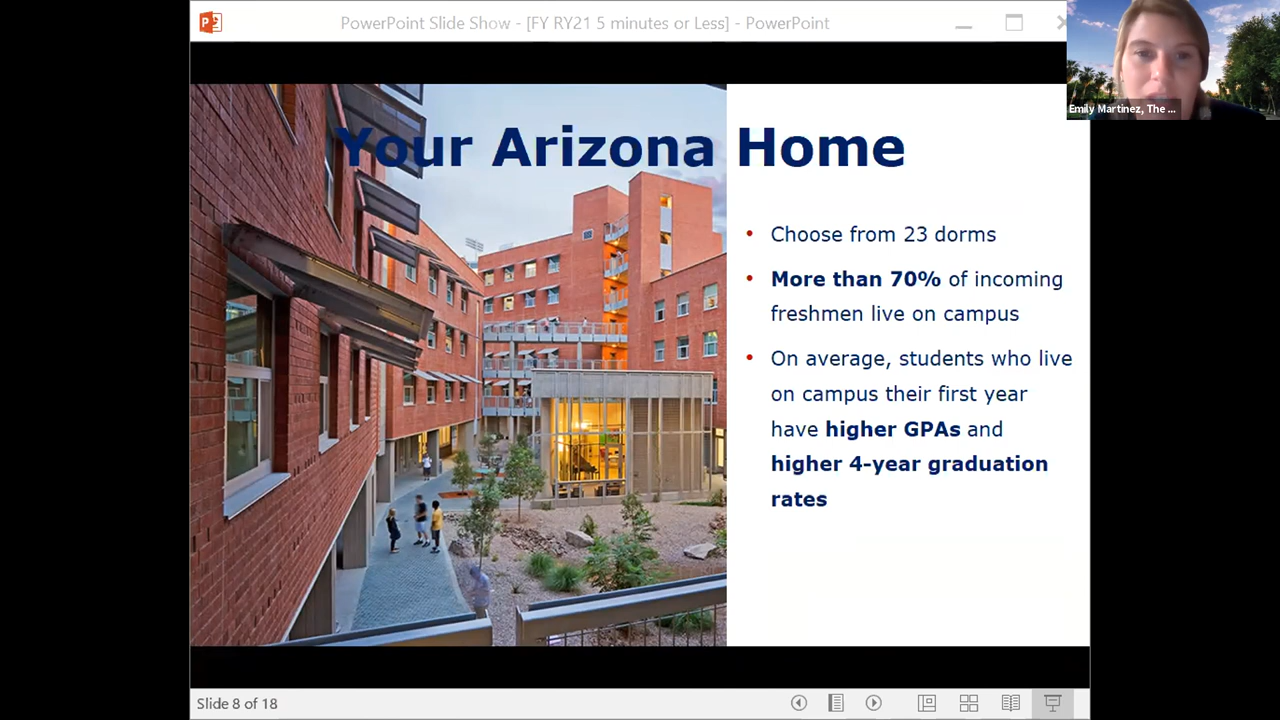 PowerPoint Slide Show - [FY RY21 5 minutes or Less] - PowerPoint
Emily Martinez, The ...
Your Arizona Home
• Choose from 23 dorms
• More than 70% of incoming
freshmen live on campus
• On average, students who live
on campus their first year
have higher GPAs and
higher 4-year graduation
rates
Slide 8 of 18